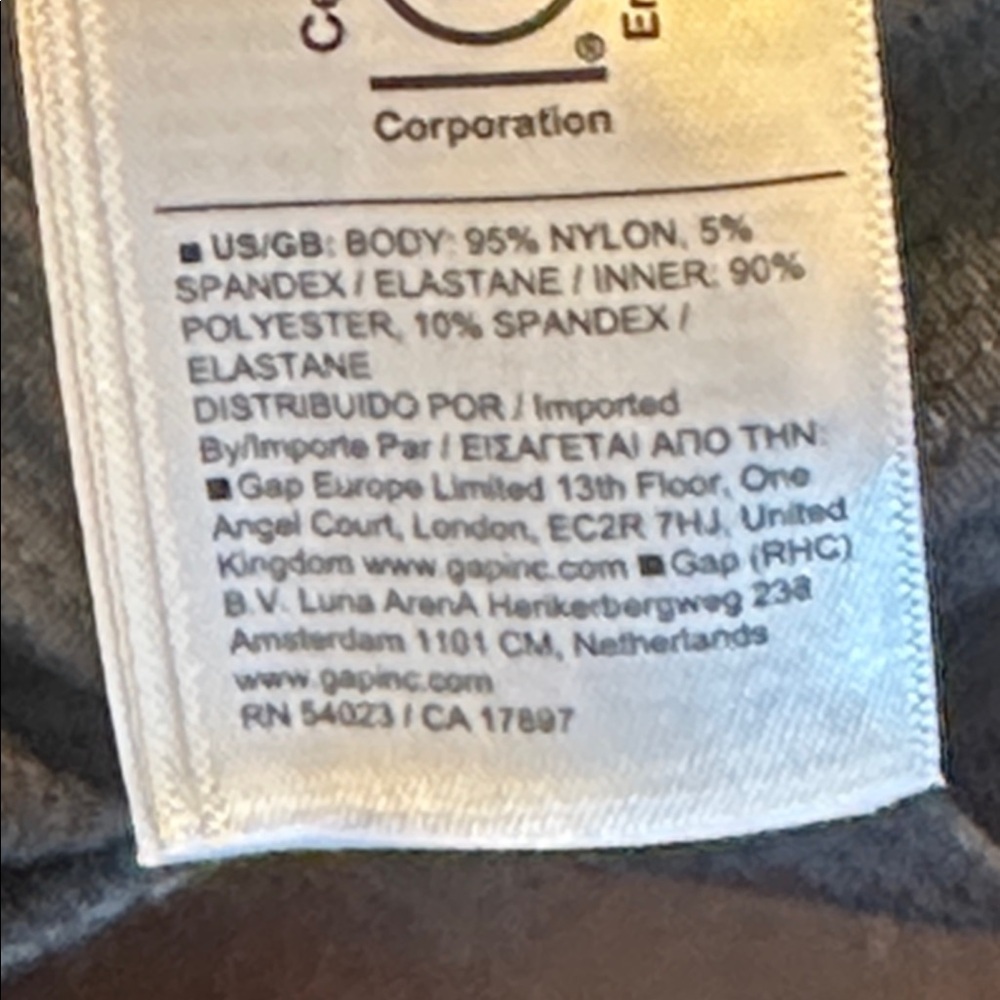 ®
Corporation
■ US/GB: BODY: 95% NYLON, 5%
SPANDEX / ELASTANE / INNER: 90%
POLYESTER, 10% SPANDEX /
ELASTANE
DISTRIBUIDO POR / Imported
By/Importe Par / ΕΙΣΑΓΕΤΑΙ ΑΠΟ ΤΗΝ:
■ Gap Europe Limited 13th Floor, One
Angel Court, London, EC2R 7HJ, United
Kingdom www.gapinc.com ■ Gap (RHC)
B.V. Luna ArenA Herikerbergweg 238
Amsterdam 1101 CM, Netherlands
www.gapinc.com
RN 54023 / CA 17897